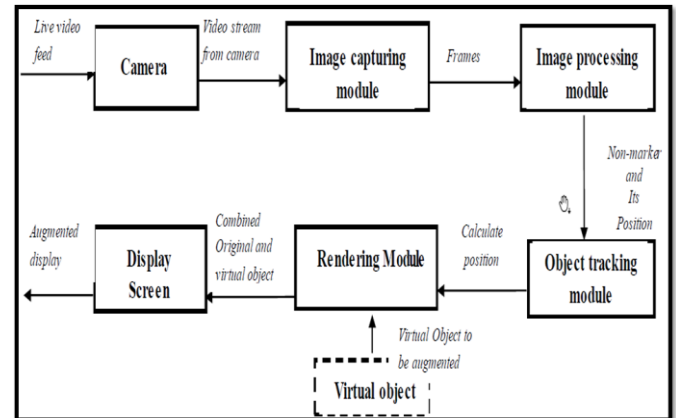 Live video
feed
Camera
Video stream
from camera
Image capturing
module
Frames
Image processing
module
Non-marker
and
Its
Position
Object tracking
module
Calculate
position
Rendering Module
Virtual Object to
be augmented
Virtual object
Combined
Original and
virtual object
Display
Screen
Augmented
display